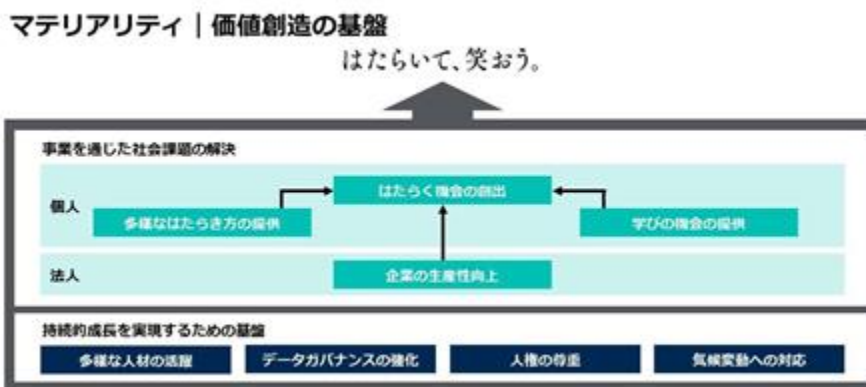 マテリアリティ｜価値創造の基盤
はたらいて、笑おう。
事業を通じた社会課題の解決
個人
はたらく機会の創出
多様なはたらき方の提供
学びの機会の提供
法人
企業の生産性向上
持続的成長を実現するための基盤
多様な人材の活躍
データガバナンスの強化
人権の尊重
気候変動への対応